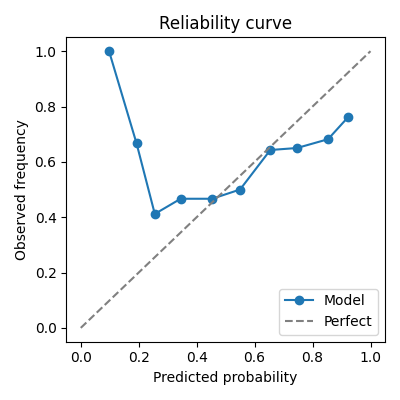 Reliability curve
Observed frequency
1.0
0.8
0.6
0.4
0.2
0.0
0.0 0.2 0.4 0.6 0.8 1.0
Predicted probability
Model
Perfect